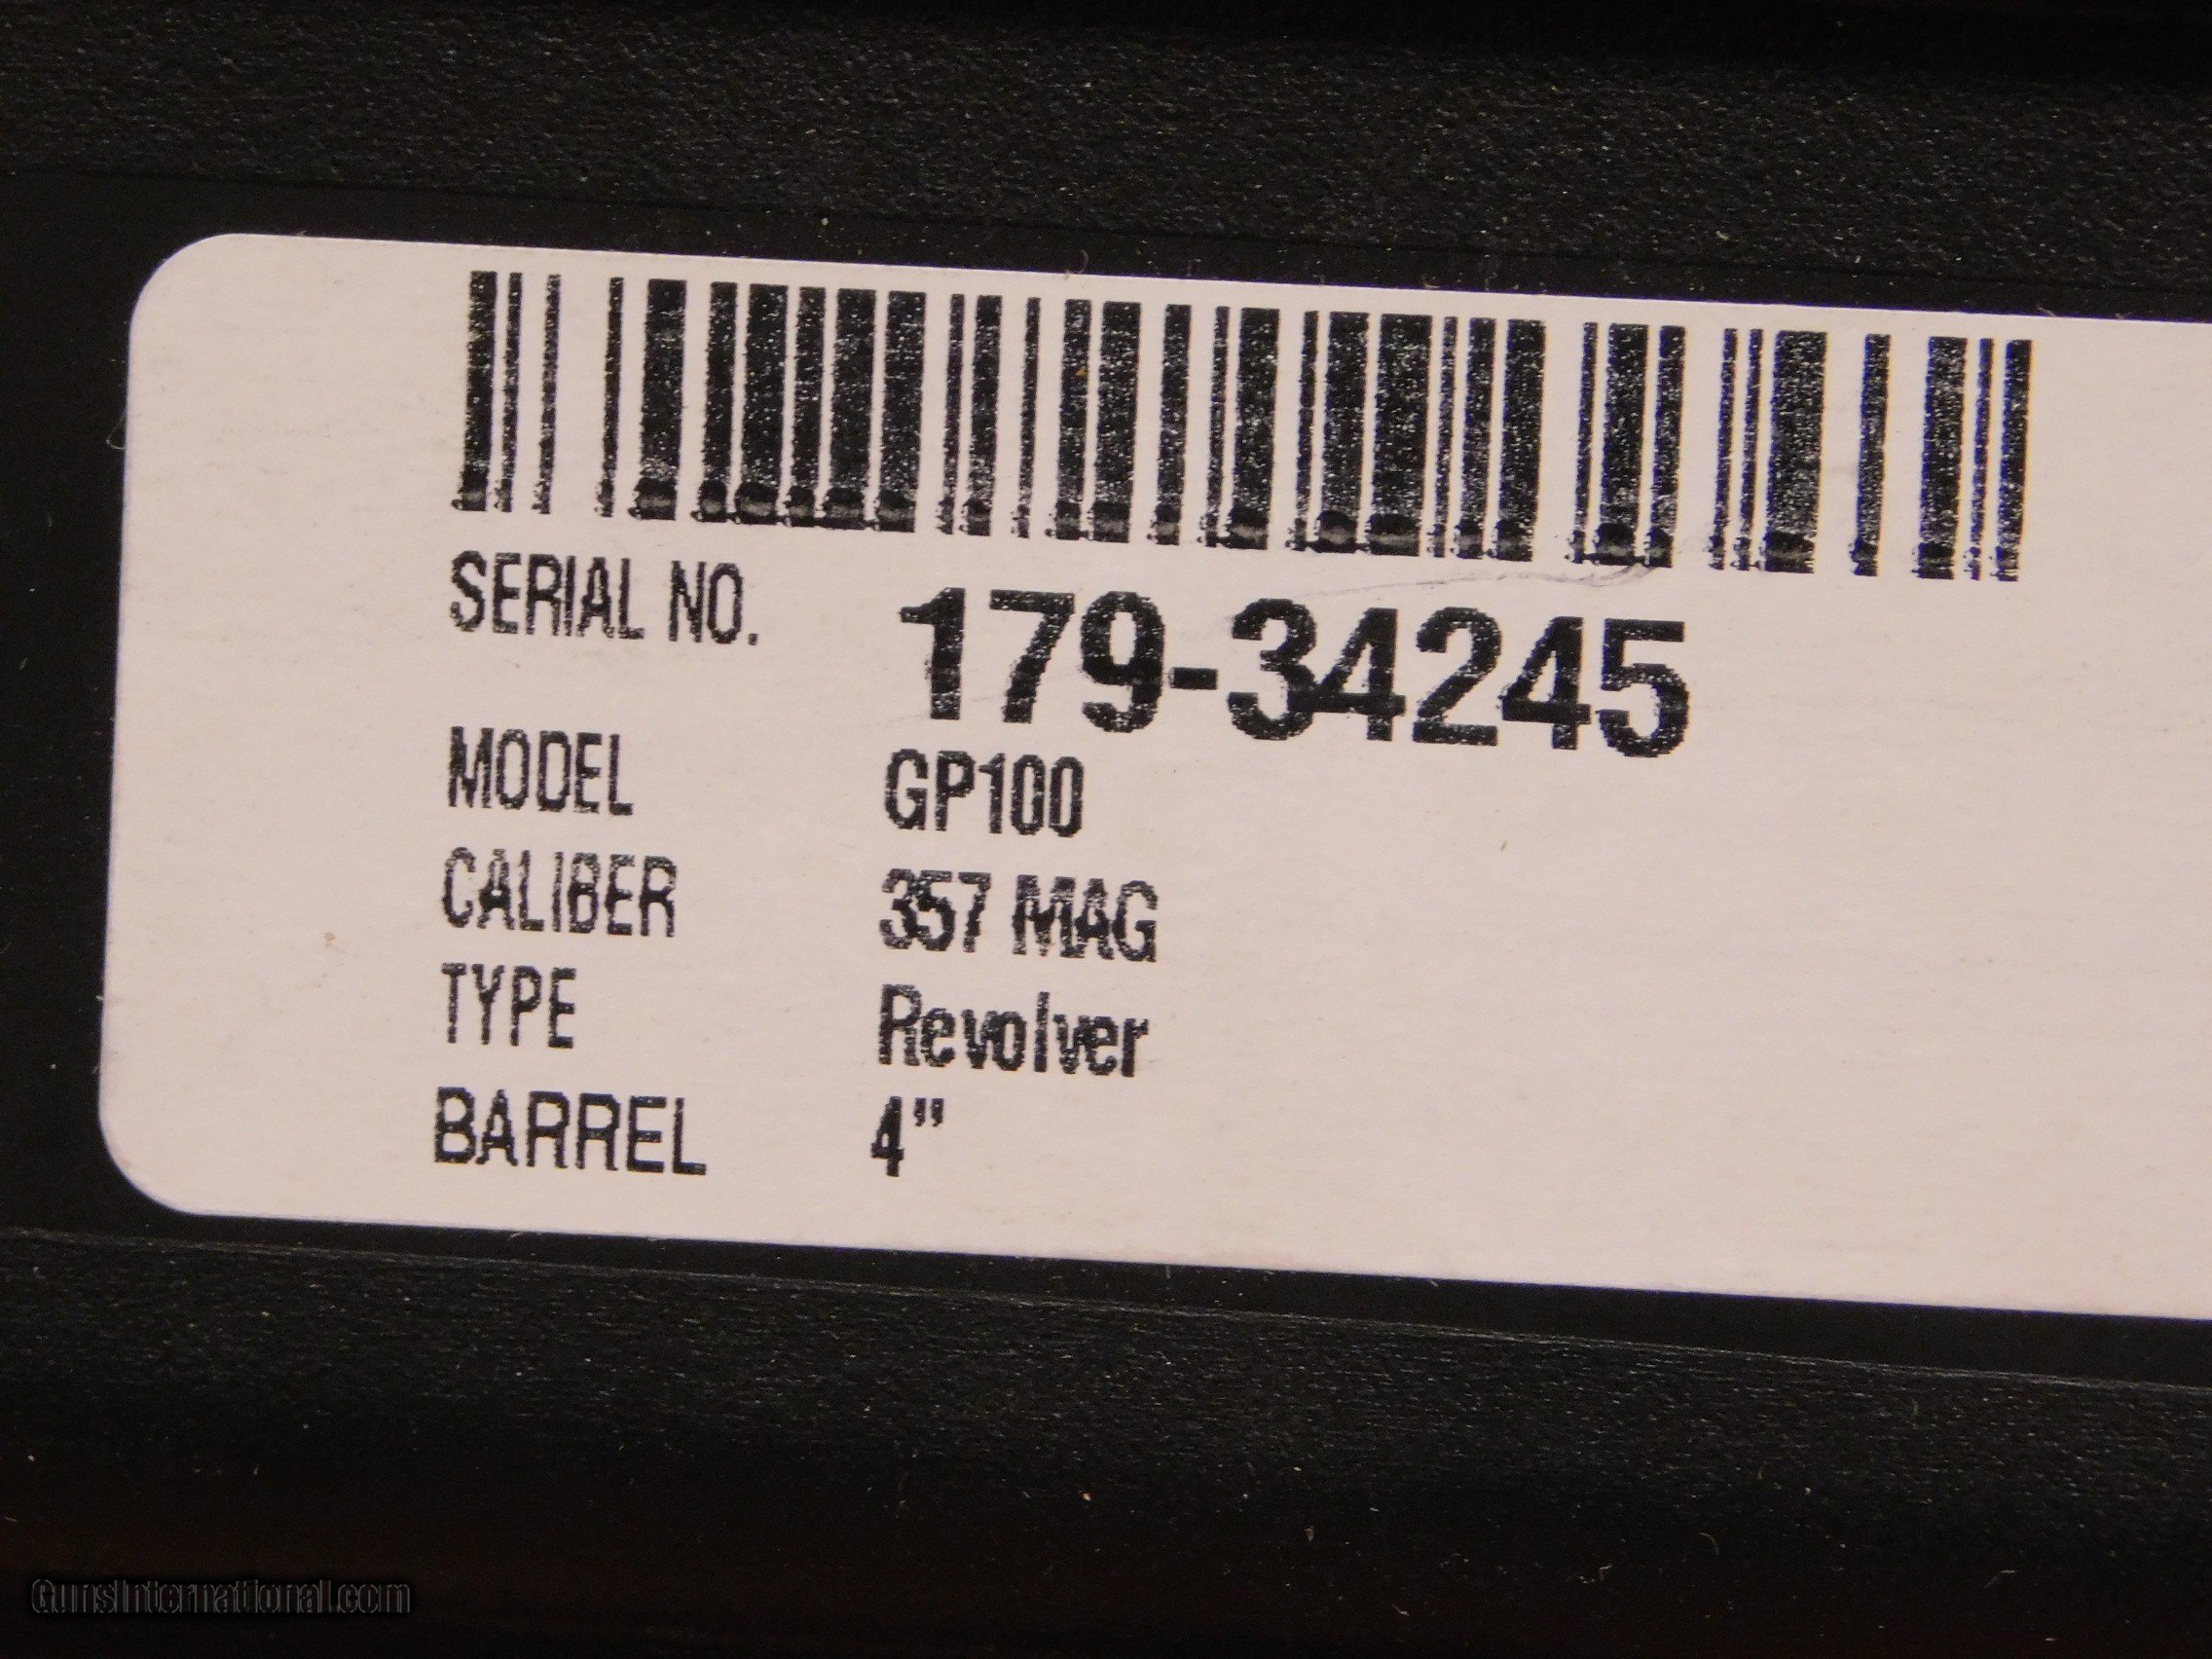 SERIAL NO. 179-34245
MODEL GP100
CALIBER 357 MAG
TYPE Revolver
BARREL 4"
GunsInternational.com